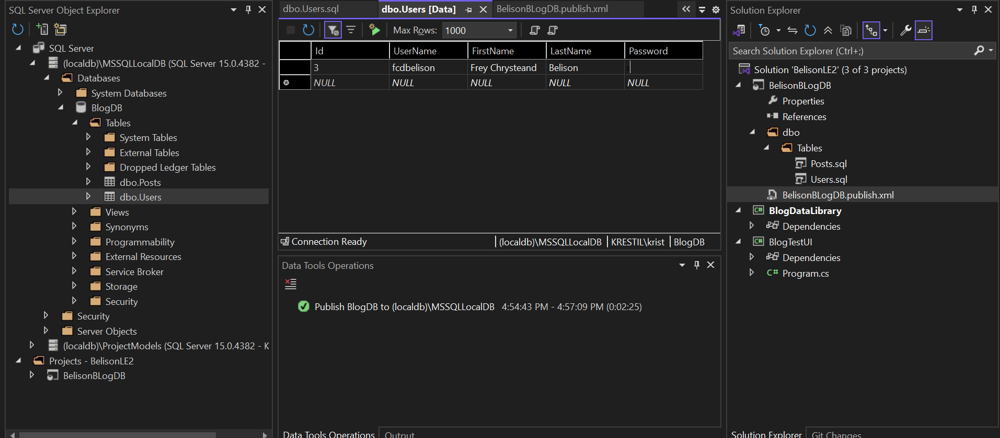 SQL Server Object Explorer
SQL Server
(localdb)\MSSQLLocalDB (SQL Server 15.0.4382 -
Databases
System Databases
BlogDB
Tables
System Tables
External Tables
Dropped Ledger Tables
dbo.Posts
dbo.Users
Views
Synonyms
Programmability
External Resources
Service Broker
Storage
Security
Security
Server Objects
(localdb)\ProjectModels (SQL Server 15.0.4382 - K
Projects - BelisonLE2
BelisonBLogDB
dbo.Users.sql dbo.Users [Data] BelisonBLogDB.publish.xml
Max Rows: 1000
Id UserName FirstName LastName Password
3 fcdbelison Frey Chrysteand Belison s
NULL NULL NULL NULL NULL
Connection Ready (localdb)\MSSQLLocalDB KRESTIL\krist BlogDB
Data Tools Operations
Publish BlogDB to (localdb)\MSSQLLocalDB 4:54:43 PM - 4:57:09 PM (0:02:25)
Data Tools Operations Output
Solution Explorer
Search Solution Explorer (Ctrl+;)
Solution 'BelisonLE2' (3 of 3 projects)
BelisonBLogDB
Properties
References
dbo
Tables
Posts.sql
Users.sql
BelisonBLogDB.publish.xml
C# BlogDataLibrary
Dependencies
C# BlogTestUI
Dependencies
C# Program.cs
Solution Explorer Git Changes